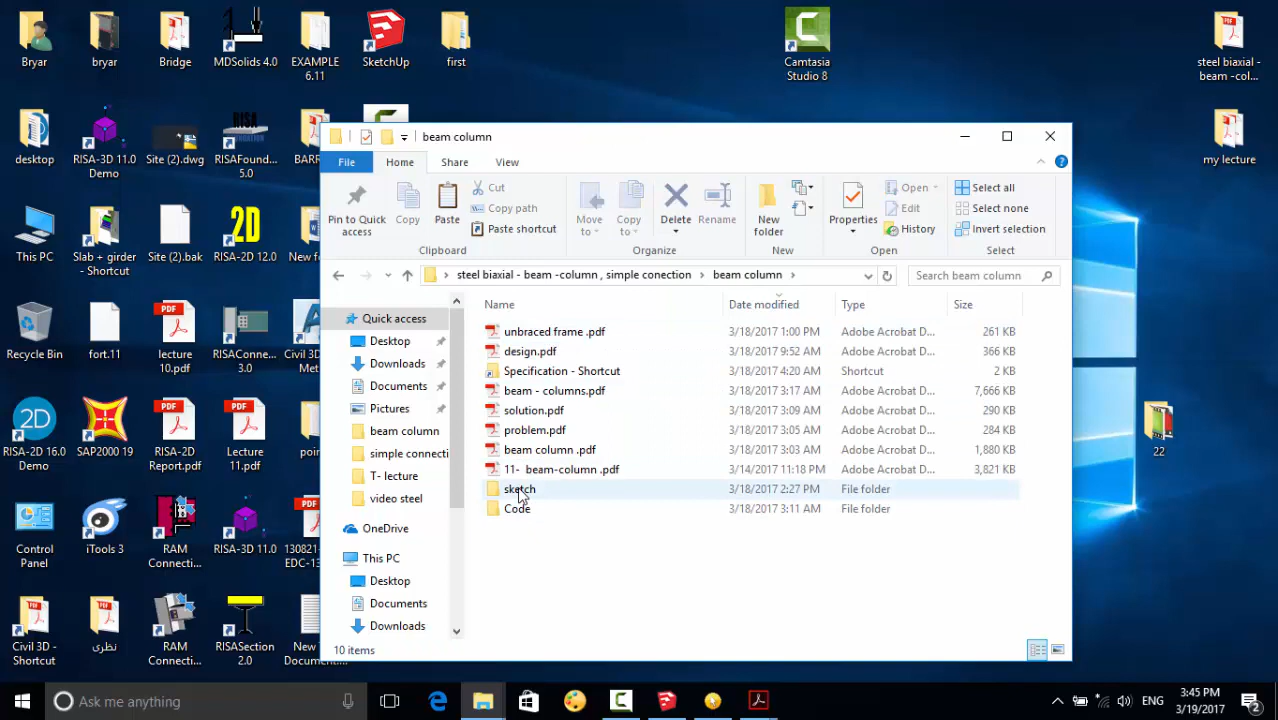 Bryar
bryar
Bridge
MDSolids 4.0
EXAMPLE 6.11
SketchUp
first
Camtasia Studio 8
steel biaxial - beam -col...
desktop
RISA-3D 11.0 Demo
Site (2).dwg
RISAFoun... 5.0
BARR
my lecture
This PC
Slab + girder - Shortcut
Site (2).bak
2D
RISA-2D 12.0
New fo
Recycle Bin
fort.11
PDF
lecture 10.pdf
RISAConne... 3.0
Civil 3D Met
2D
RISA-2D 16.0 Demo
SAP2000 19
PDF
RISA-2D Report.pdf
PDF
Lecture 11.pdf
poin
22
Control Panel
iTools 3
RAM Connecti...
RISA-3D 11.0
130821- EDC-13
Civil 3D - Shortcut
نظری
RAM Connecti...
RISASection 2.0
New T Document...
beam column
File
Home
Share
View
Pin to Quick access
Copy
Paste
Cut
Copy path
Paste shortcut
Move to
Copy to
Delete
Rename
New folder
Properties
Open
Edit
History
Select all
Select none
Invert selection
Clipboard
Organize
New
Open
Select
steel biaxial - beam -column , simple conection
beam column
Search beam column
Quick access
Desktop
Downloads
Documents
Pictures
beam column
simple connecti
T- lecture
video steel
OneDrive
This PC
Desktop
Documents
Downloads
Name Date modified Type Size
unbraced frame .pdf 3/18/2017 1:00 PM Adobe Acrobat D... 261 KB
design.pdf 3/18/2017 9:52 AM Adobe Acrobat D... 366 KB
Specification - Shortcut 3/18/2017 4:20 AM Shortcut 2 KB
beam - columns.pdf 3/18/2017 3:17 AM Adobe Acrobat D... 7,666 KB
solution.pdf 3/18/2017 3:09 AM Adobe Acrobat D... 290 KB
problem.pdf 3/18/2017 3:05 AM Adobe Acrobat D... 284 KB
beam column .pdf 3/18/2017 3:03 AM Adobe Acrobat D... 1,880 KB
11- beam-column .pdf 3/14/2017 11:18 PM Adobe Acrobat D... 3,821 KB
sketch 3/18/2017 2:27 PM File folder
Code 3/18/2017 3:11 AM File folder
10 items
Ask me anything
ENG
3:45 PM
3/19/2017
2